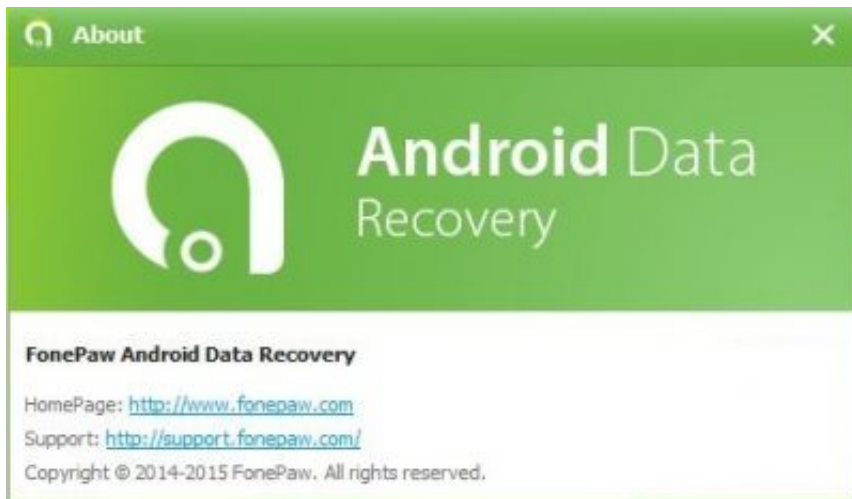 About
Android Data
Recovery
FonePaw Android Data Recovery
HomePage: http://www.fonepaw.com
Support: http://support.fonepaw.com/
Copyright © 2014-2015 FonePaw. All rights reserved.